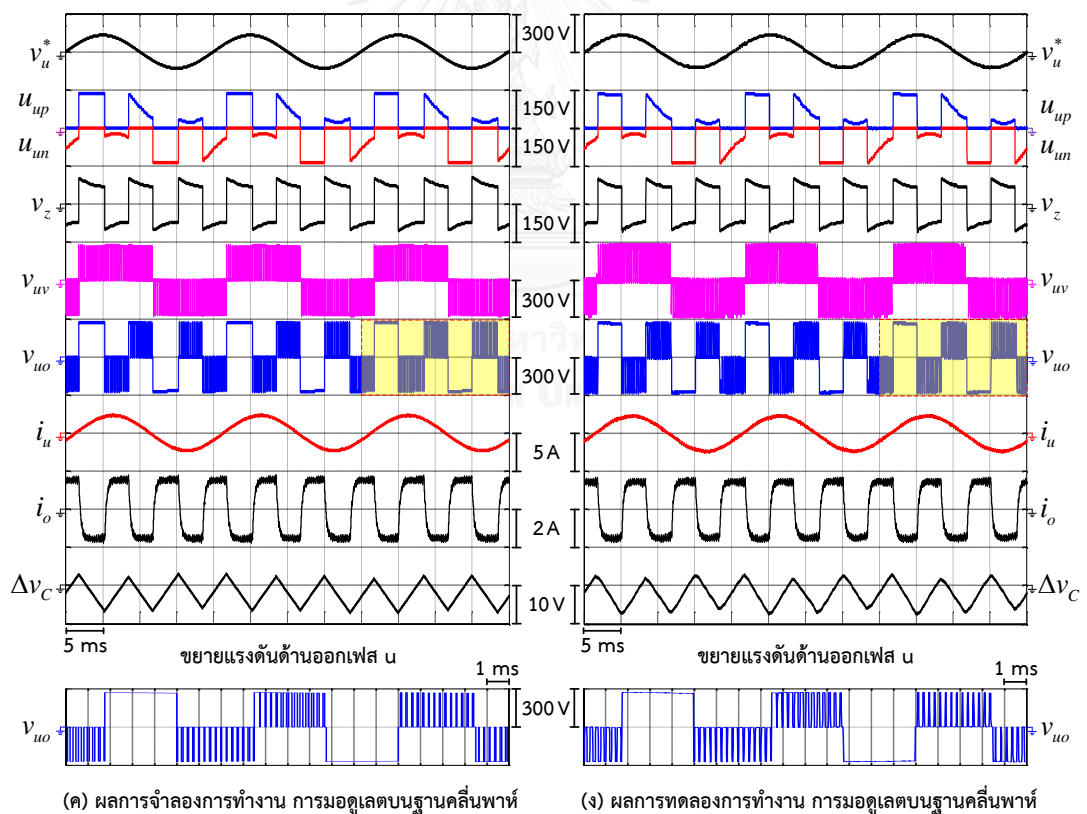 v*u 300 V v*u
uup 150 V uup
uun 150 V uun
vz 150 V vz
vuv 300 V vuv
vuo 300 V vuo
iu 5 A iu
io 2 A io
ΔvC 10 V ΔvC
5 ms ขยายแรงดันด้านออกเฟส u 1 ms 5 ms ขยายแรงดันด้านออกเฟส u 1 ms
vuo 300 V vuo
(ค) ผลการจำลองการทำงาน การมอดูเลตบนฐานคลื่นพาห์ (ง) ผลการทดลองการทำงาน การมอดูเลตบนฐานคลื่นพาห์